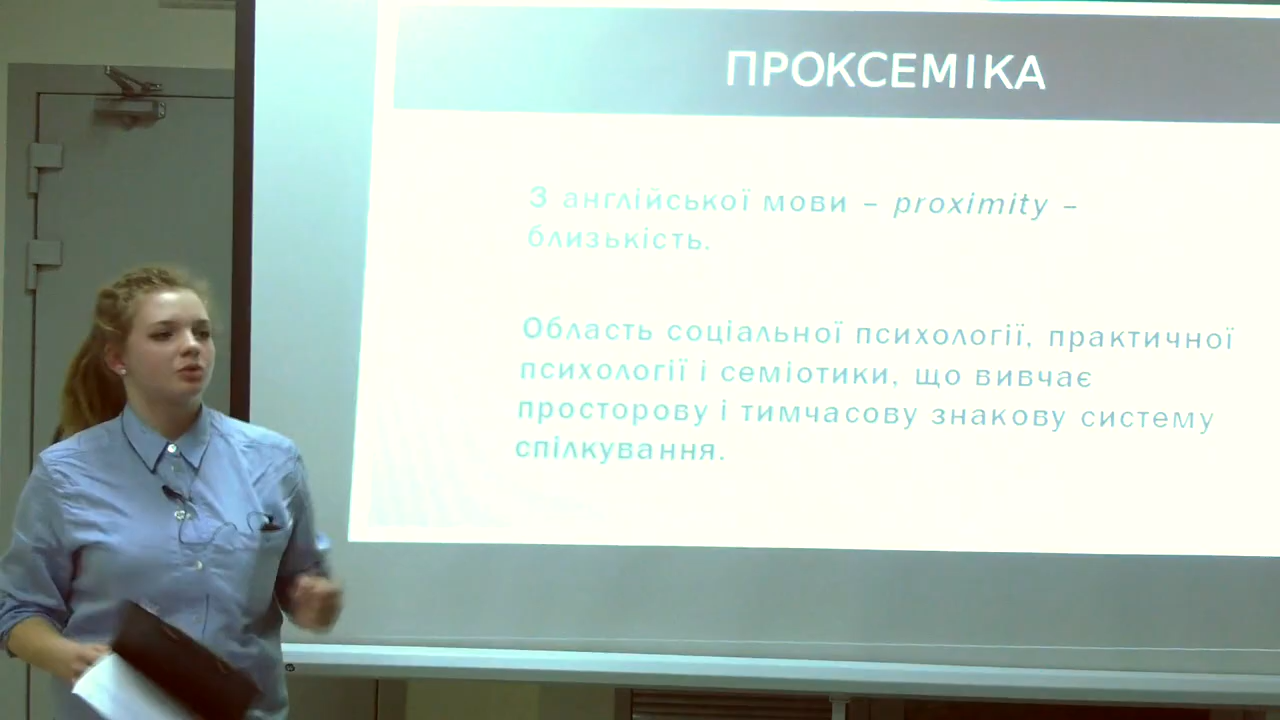 ПРОКСЕМІКА
З англійської мови – proximity –
близькість.
Область соціальної психології, практичної
психології і семіотики, що вивчає
просторову і тимчасову знакову систему
спілкування.